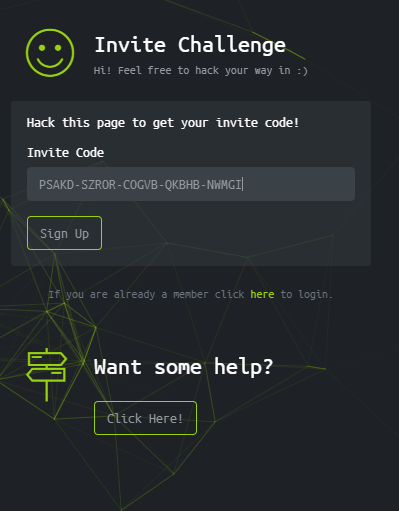 Invite Challenge
Hi! Feel free to hack your way in :)
Hack this page to get your invite code!
Invite Code
PSAKD-SZROR-COGVB-QKBHB-NWMGI
Sign Up
If you are already a member click here to login.
Want some help?
Click Here!